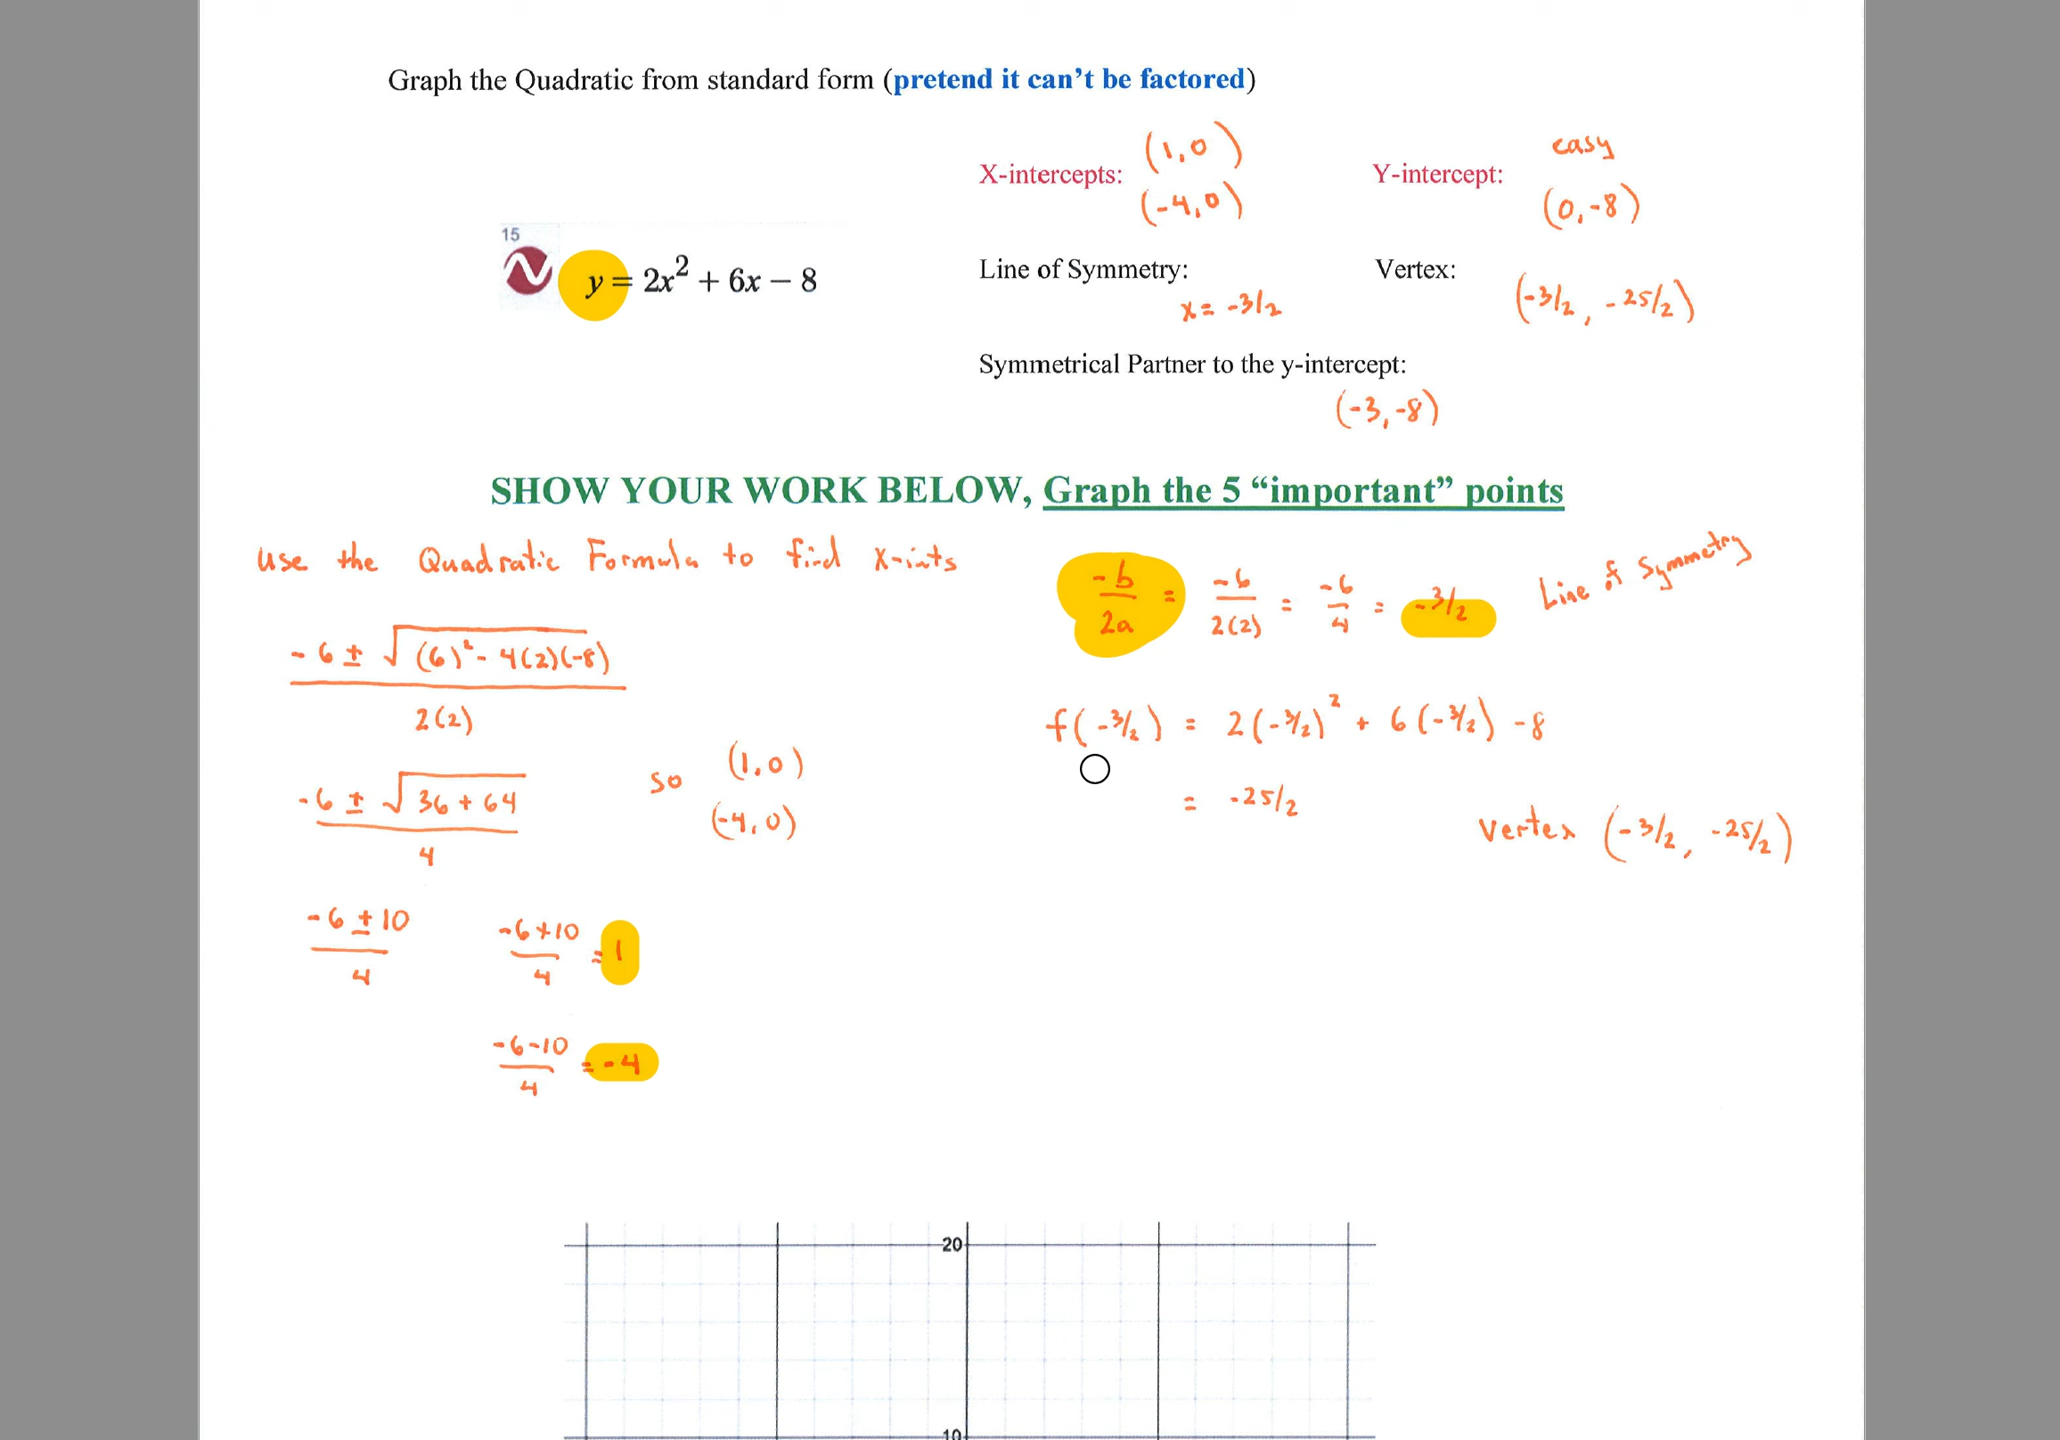 Graph the Quadratic from standard form (pretend it can't be factored)
X-intercepts: (1,0)
(-4,0)
Y-intercept: easy
(0,-8)
15
y = 2x² + 6x − 8
Line of Symmetry:
x = -3/2
Vertex:
(-3/2, -25/2)
Symmetrical Partner to the y-intercept:
(-3,-8)
SHOW YOUR WORK BELOW, Graph the 5 “important” points
Use the Quadratic Formula to find x-ints
-6 ± √(6)² - 4(2)(-8)
2(2)
-6 ± √36 + 64
4
so (1,0)
(-4,0)
-6 ± 10
4
-6+10
4
= 1
-6-10
4
= -4
-b/2a = -6/2(2) = -6/4 = -3/2
Line of Symmetry
f(-3/2) = 2(-3/2)² + 6(-3/2) -8
= -25/2
Vertex (-3/2, -25/2)
20
10